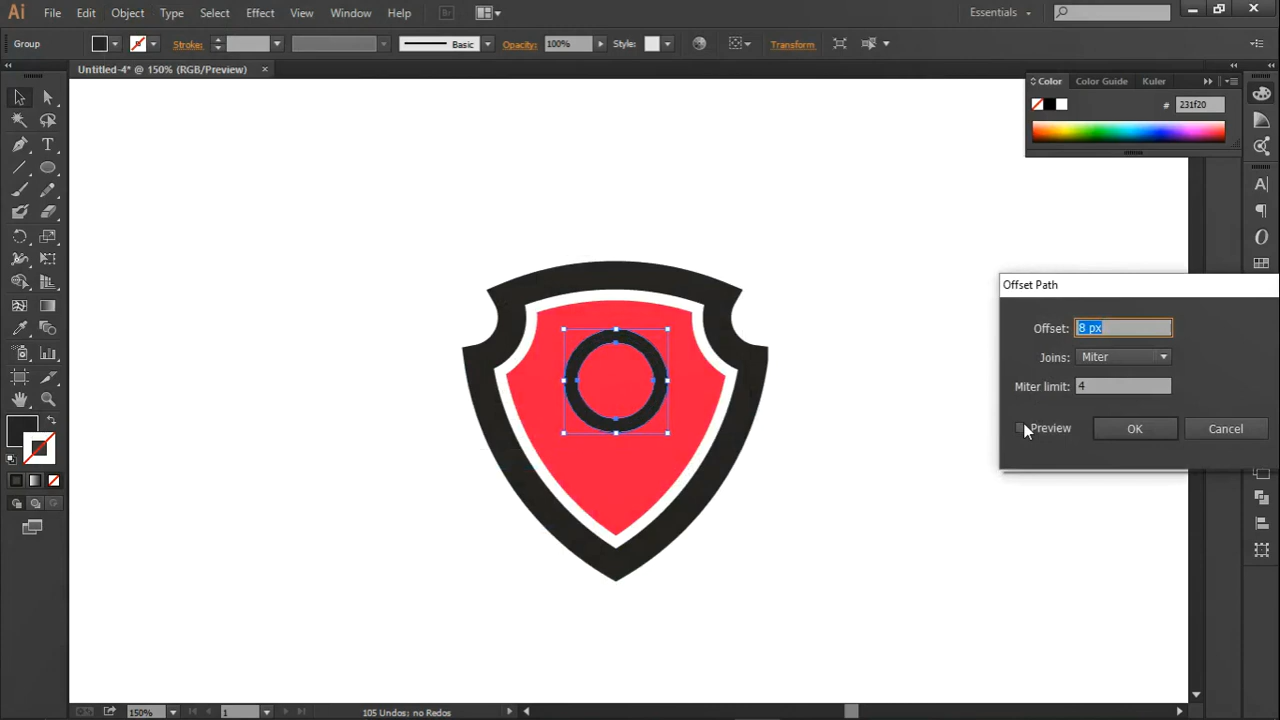 Ai File Edit Object Type Select Effect View Window Help Br Essentials
Group Stroke: Basic Opacity: 100% Style: Transform
Untitled-4* @ 150% (RGB/Preview) ×
Color Color Guide Kuler
# 231f20
Offset Path
Offset: 8 px
Joins: Miter
Miter limit: 4
Preview OK Cancel
150% 1 105 Undos: no Redos